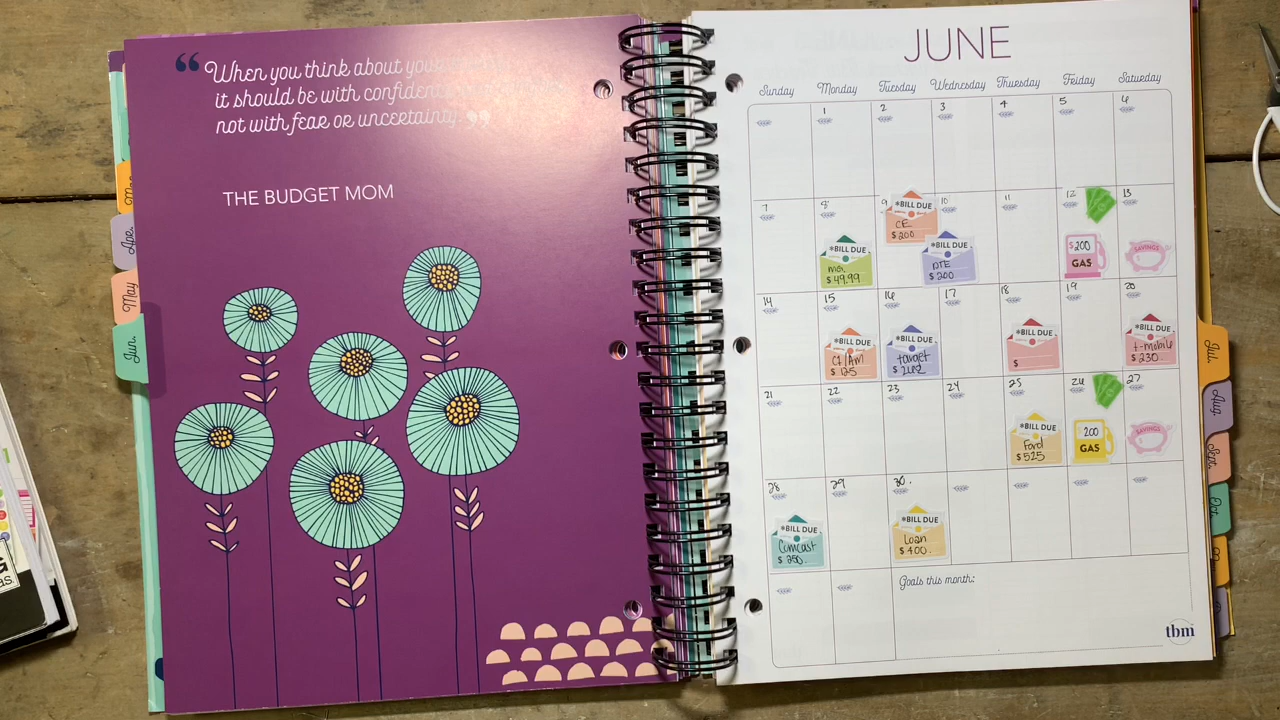 “ When you think about your
it should be with confidence
not with fear or uncertainty. ”
THE BUDGET MOM
Apr.
May
Jun.
JUNE
Sunday Monday Tuesday Wednesday Thursday Friday Saturday
1 2 3 4 5 6
7 8 9 10 11 12 13
*BILL DUE
CE
$200
*BILL DUE
$49.99
*BILL DUE
DTE
$200
$200
GAS
SAVINGS
14 15 16 17 18 19 20
*BILL DUE
$125
*BILL DUE
target
*BILL DUE
$
*BILL DUE
t-mobile
$230.
21 22 23 24 25 26 27
*BILL DUE
Ford
$525
200
GAS
SAVINGS
28 29 30.
*BILL DUE
Comcast
$250.
*BILL DUE
Loan
$400.
Goals this month:
tbm
Jul.
Aug.
Sept.
Oct.